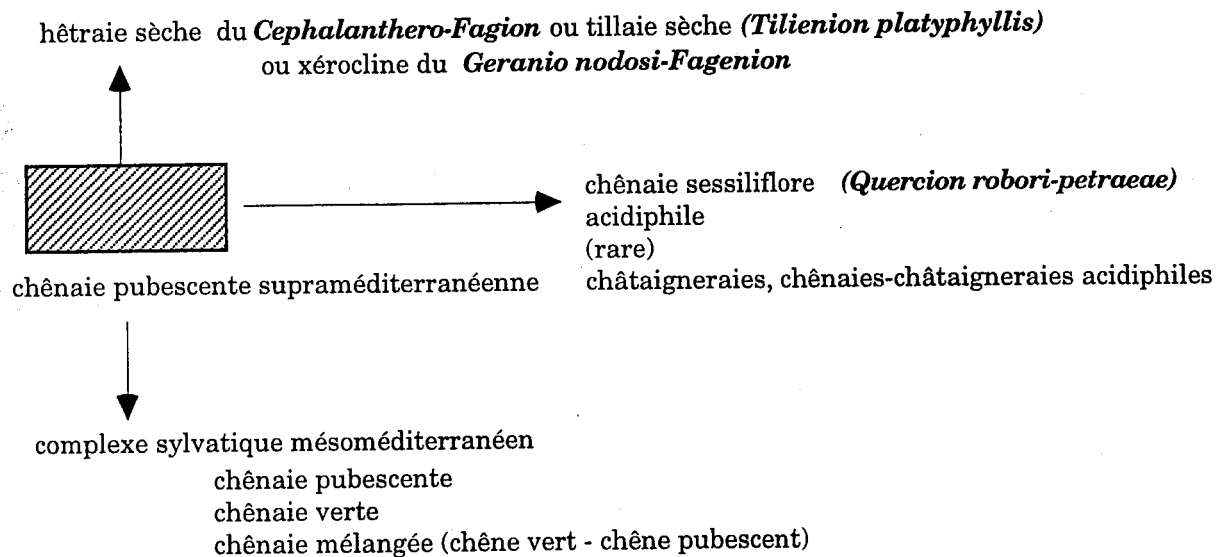 hêtraie sèche du Cephalanthero-Fagion ou tillaie sèche (Tilienion platyphyllis)
ou xérocline du Geranio nodosi-Fagenion
chênaie sessiliflore (Quercion robori-petraeae)
acidiphile
(rare)
chênaie pubescente supraméditerranéenne
châtaigneraies, chênaies-châtaigneraies acidiphiles
complexe sylvatique mésoméditerranéen
chênaie pubescente
chênaie verte
chênaie mélangée (chêne vert - chêne pubescent)